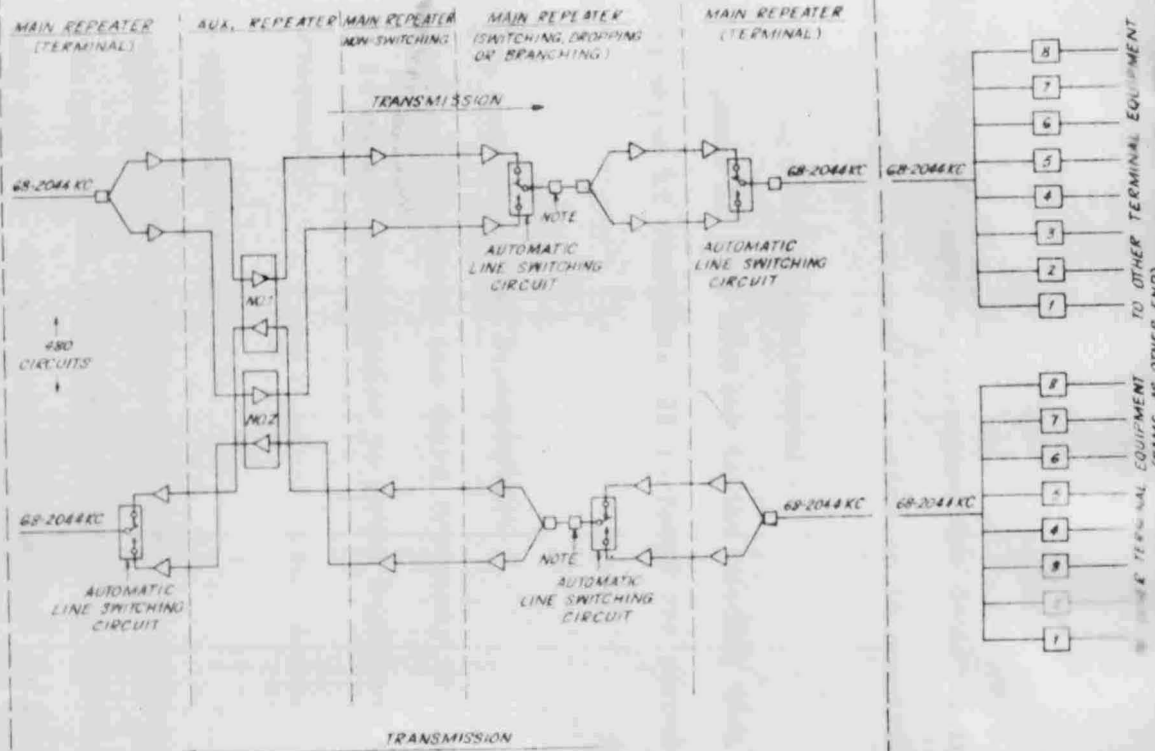 MAIN REPEATER
(TERMINAL)
AUX. REPEATER
MAIN REPEATER
NON-SWITCHING
MAIN REPEATER
(SWITCHING, DROPPING
OR BRANCHING)
MAIN REPEATER
(TERMINAL)
TRANSMISSION
68-2044 KC
NOTE
AUTOMATIC
LINE SWITCHING
CIRCUIT
AUTOMATIC
LINE SWITCHING
CIRCUIT
68-2044 KC
68-2044 KC
8
7
6
5
4
3
2
1
TO OTHER TERMINAL EQUIPMENT
NO.1
480
CIRCUITS
NO.2
68-2044 KC
AUTOMATIC
LINE SWITCHING
CIRCUIT
NOTE
AUTOMATIC
LINE SWITCHING
CIRCUIT
68-2044 KC
68-2044 KC
8
7
6
5
4
3
1
EQUIPMENT
(SAME AS OTHER END)
TRANSMISSION